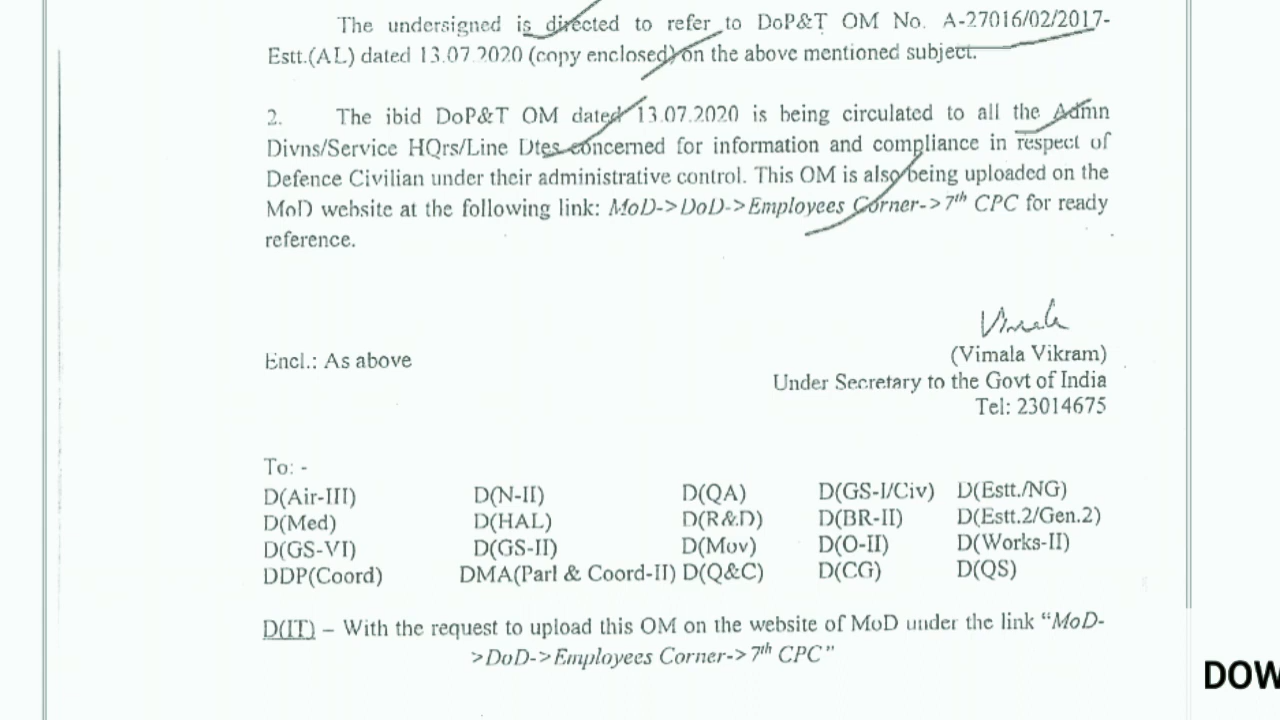 The undersigned is directed to refer to DoP&T OM No. A-27016/02/2017-
Estt.(AL) dated 13.07.2020 (copy enclosed) on the above mentioned subject.
2. The ibid DoP&T OM dated 13.07.2020 is being circulated to all the Admn
Divns/Service HQrs/Line Dtes concerned for information and compliance in respect of
Defence Civilian under their administrative control. This OM is also being uploaded on the
MoD website at the following link: MoD->DoD->Employees Corner->7th CPC for ready
reference.
Vimala
Encl.: As above (Vimala Vikram)
Under Secretary to the Govt of India
Tel: 23014675
To: -
D(Air-III) D(N-II) D(QA) D(GS-I/Civ) D(Estt./NG)
D(Med) D(HAL) D(R&D) D(BR-II) D(Estt.2/Gen.2)
D(GS-VI) D(GS-II) D(Mov) D(O-II) D(Works-II)
DDP(Coord) DMA(Parl & Coord-II) D(Q&C) D(CG) D(QS)
D(IT) – With the request to upload this OM on the website of MoD under the link “MoD-
>DoD->Employees Corner->7th CPC”
DOW